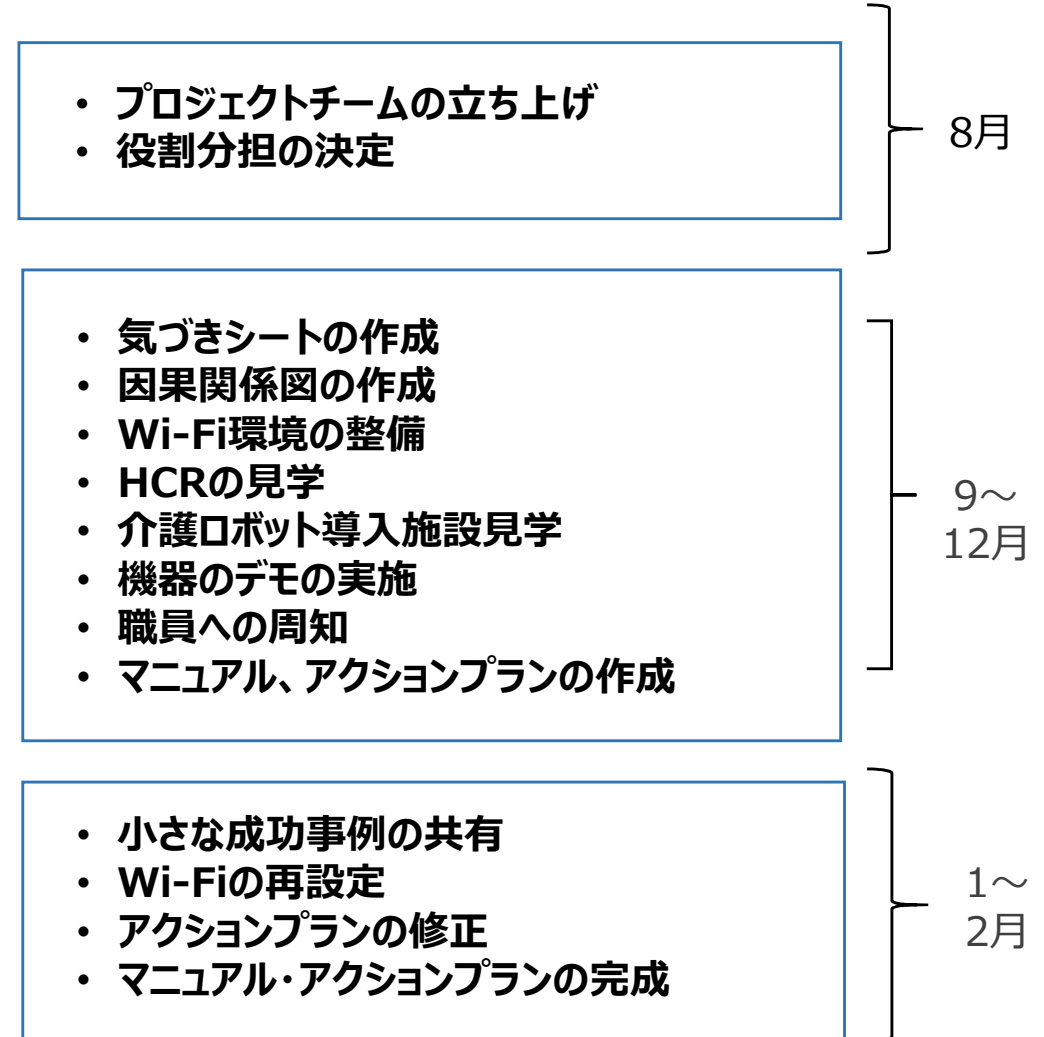 • プロジェクトチームの立ち上げ
• 役割分担の決定
8月
• 気づきシートの作成
• 因果関係図の作成
• Wi-Fi環境の整備
• HCRの見学
• 介護ロボット導入施設見学
• 機器のデモの実施
• 職員への周知
• マニュアル、アクションプランの作成
9～
12月
• 小さな成功事例の共有
• Wi-Fiの再設定
• アクションプランの修正
• マニュアル・アクションプランの完成
1～
2月